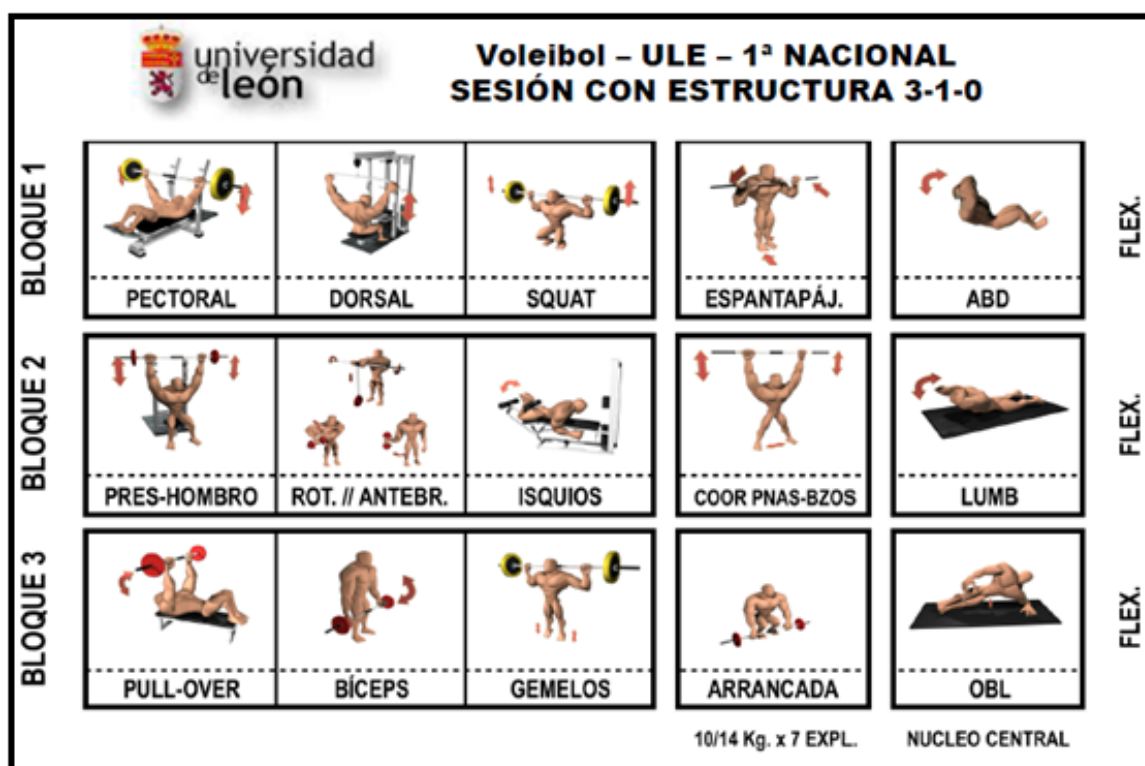 universidad
de león
Voleibol – ULE – 1ª NACIONAL
SESIÓN CON ESTRUCTURA 3-1-0
BLOQUE 1
PECTORAL
DORSAL
SQUAT
ESPANTAPÁJ.
ABD
FLEX.
BLOQUE 2
PRES-HOMBRO
ROT. // ANTEBR.
ISQUIOS
COOR PNAS-BZOS
LUMB
FLEX.
BLOQUE 3
PULL-OVER
BÍCEPS
GEMELOS
ARRANCADA
OBL
FLEX.
10/14 Kg. x 7 EXPL.
NUCLEO CENTRAL